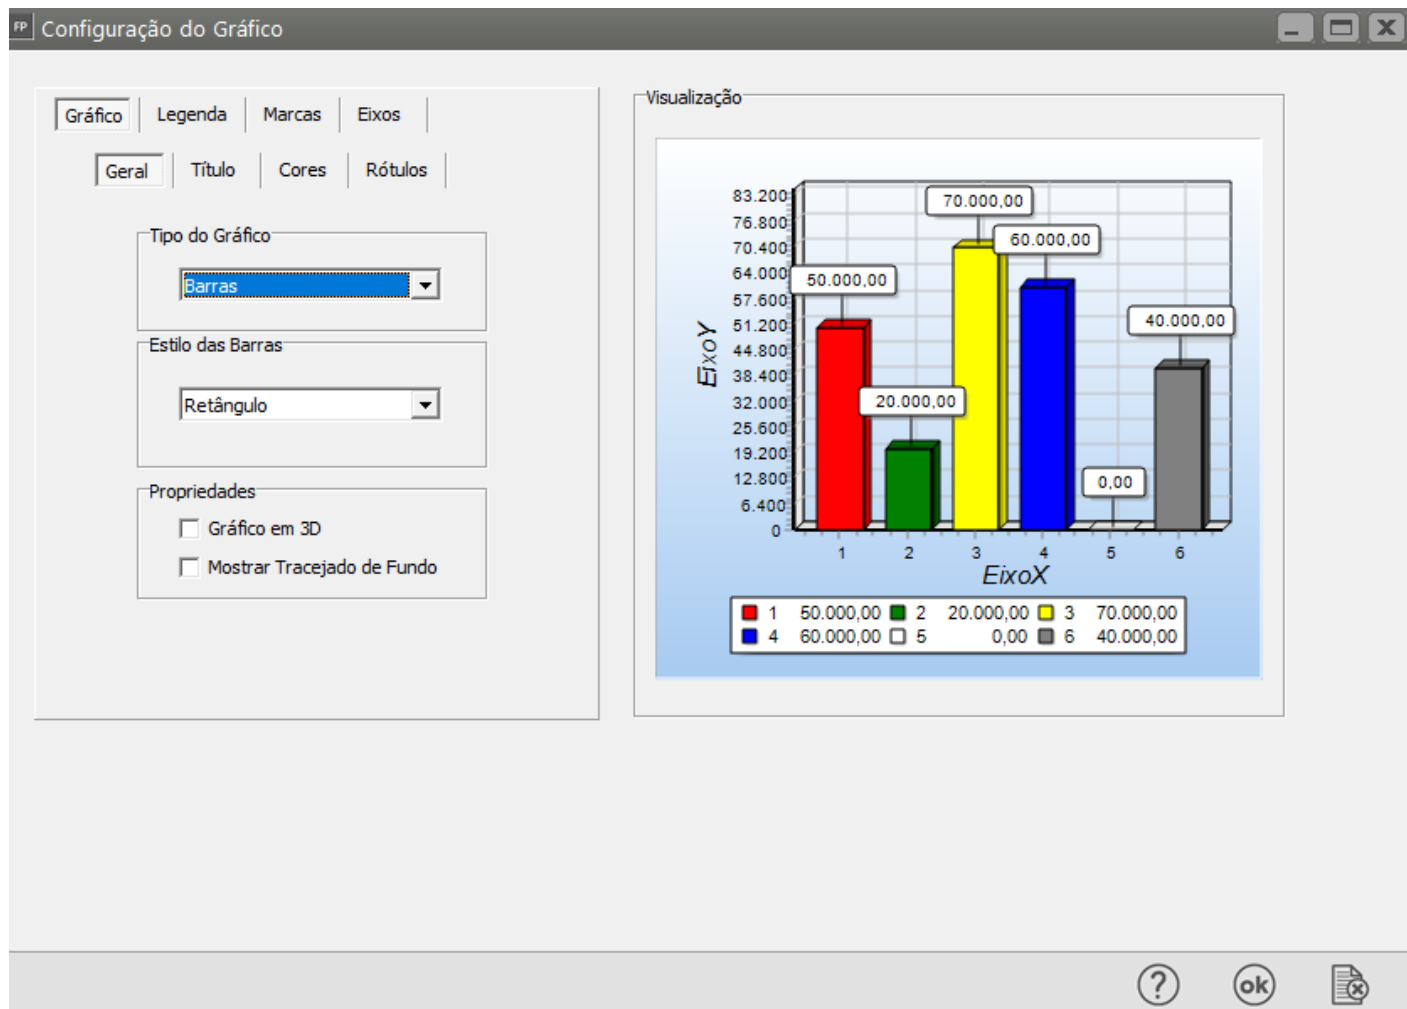 FP Configuração do Gráfico
Gráfico Legenda Marcas Eixos
Geral Título Cores Rótulos
Tipo do Gráfico
Barras
Estilo das Barras
Retângulo
Propriedades
Gráfico em 3D
Mostrar Tracejado de Fundo
Visualização
83.200
76.800
70.400
64.000
57.600
51.200
44.800
38.400
32.000
25.600
19.200
12.800
6.400
0
EixoY
50.000,00
20.000,00
70.000,00
60.000,00
0,00
40.000,00
1 2 3 4 5 6
EixoX
1 50.000,00 2 20.000,00 3 70.000,00
4 60.000,00 5 0,00 6 40.000,00
? ok